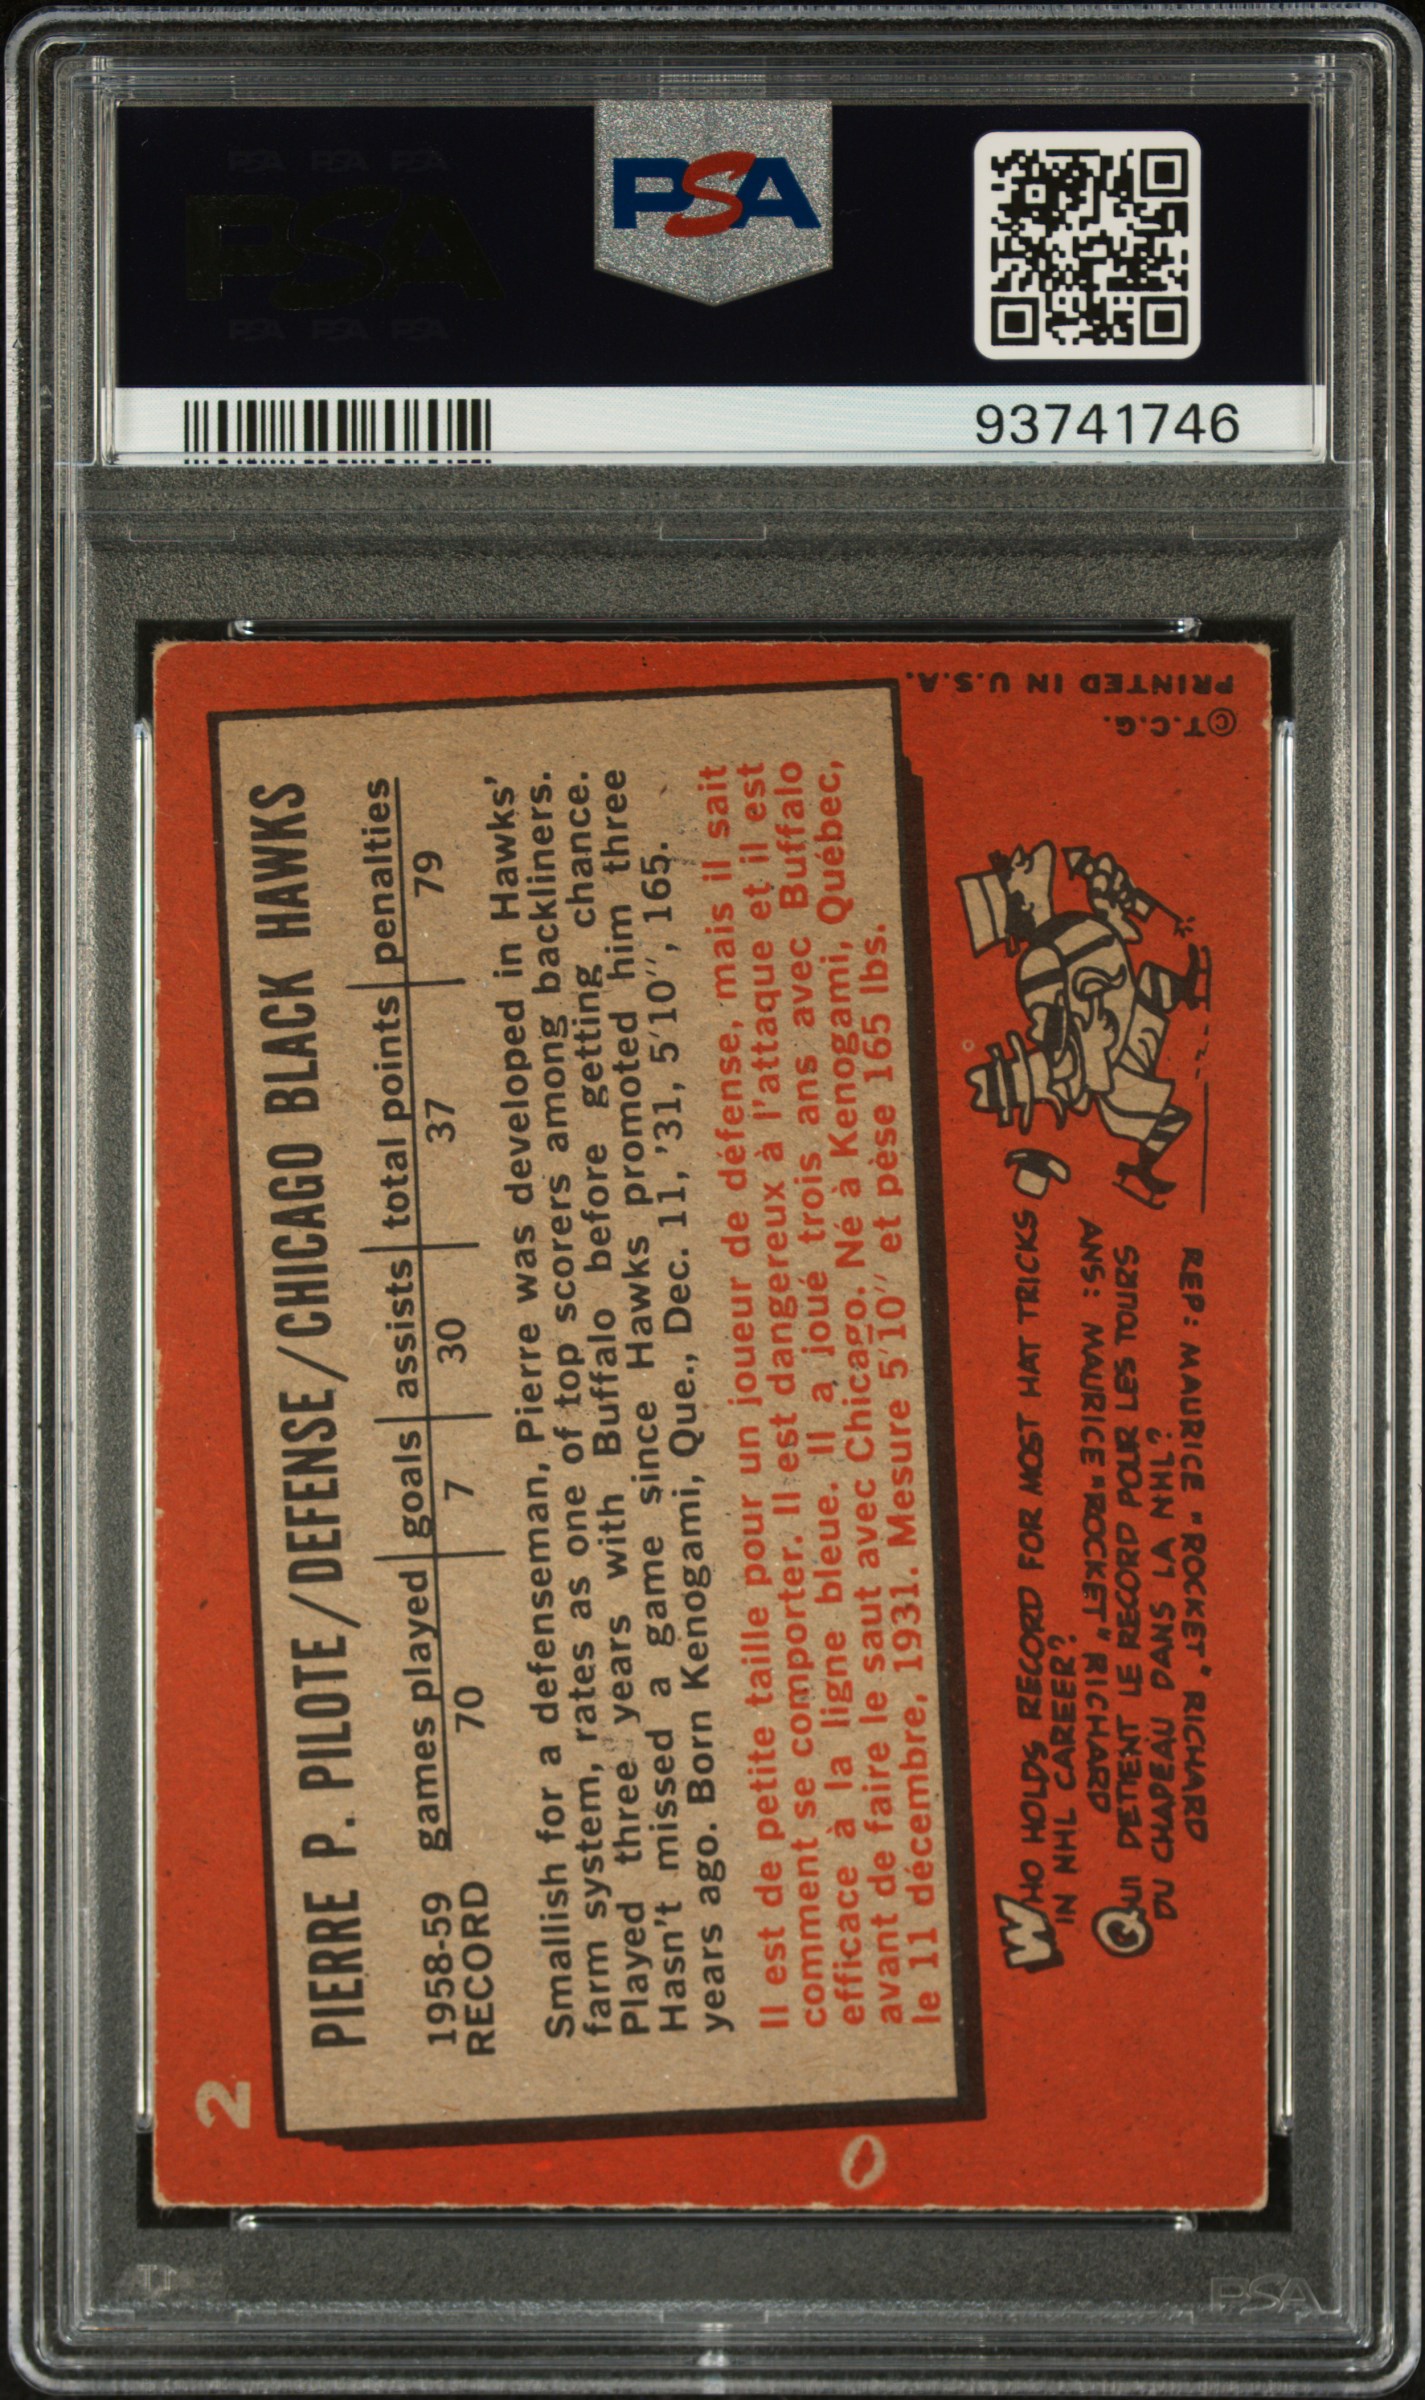 PSA PSA PSA
PSA
PSA PSA PSA
PSA
93741746
2
PIERRE P. PILOTE/DEFENSE/CHICAGO BLACK HAWKS
1958-59 RECORD
games played goals assists total points penalties
70 7 30 37 79
Smallish for a defenseman, Pierre was developed in Hawks'
farm system, rates as one of top scorers among backliners.
Played three years with Buffalo before getting chance.
Hasn't missed a game since Hawks promoted him three
years ago. Born Kenogami, Que., Dec. 11, '31, 5'10", 165.
Il est de petite taille pour un joueur de défense, mais il sait
comment se comporter. Il est dangereux à l'attaque et il est
efficace à la ligne bleue. Il a joué trois ans avec Buffalo
avant de faire le saut avec Chicago. Né à Kenogami, Québec,
le 11 décembre, 1931. Mesure 5'10" et pèse 165 lbs.
WHO HOLDS RECORD FOR MOST HAT TRICKS
IN NHL CAREER?
ANS: MAURICE "ROCKET" RICHARD
QUI DETIENT LE RECORD POUR LES TOURS
DU CHAPEAU DANS LA NHL?
REP: MAURICE "ROCKET" RICHARD
©T.C.G.
PRINTED IN U.S.A.
PSA